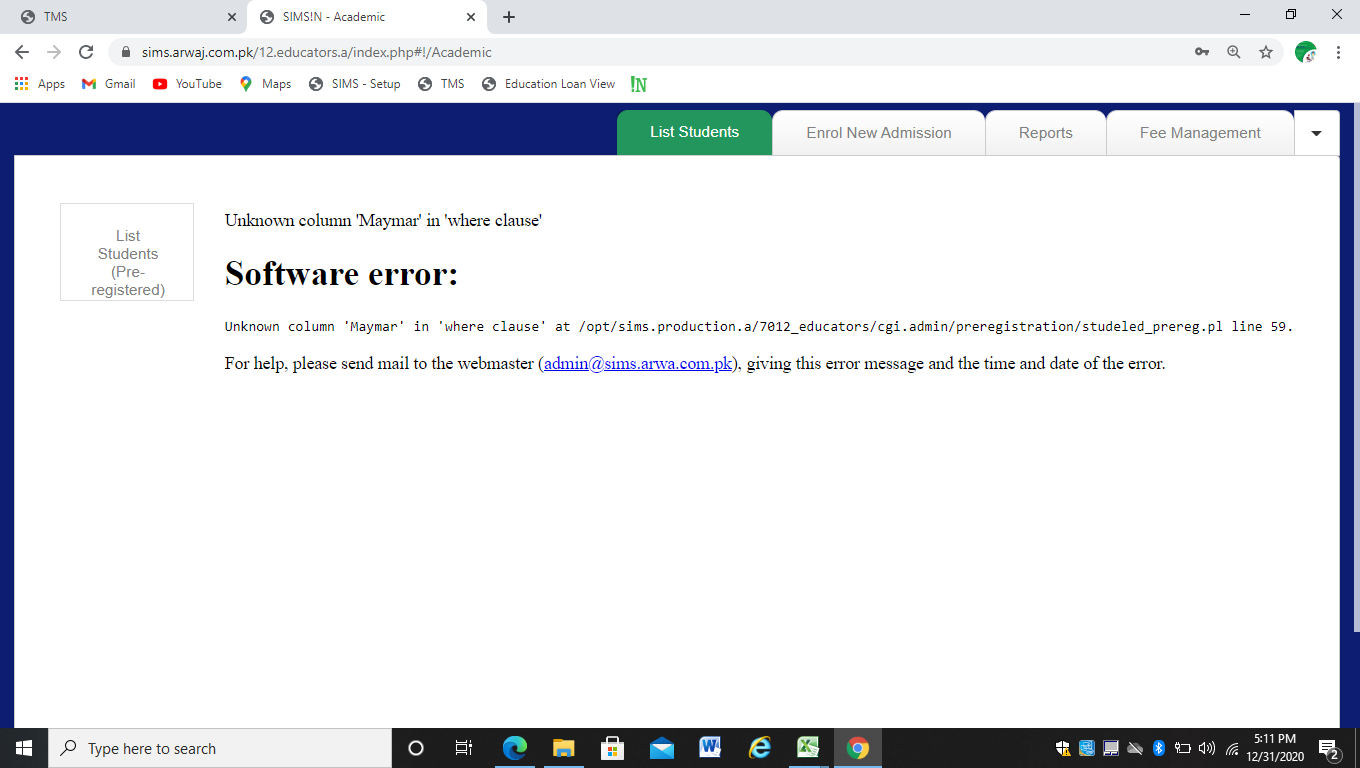 TMS
SIMS!N - Academic
sims.arwaj.com.pk/12.educators.a/index.php#!/Academic
Apps Gmail YouTube Maps SIMS - Setup TMS Education Loan View !N
List Students Enrol New Admission Reports Fee Management
List
Students
(Pre-
registered)
Unknown column 'Maymar' in 'where clause'
Software error:
Unknown column 'Maymar' in 'where clause' at /opt/sims.production.a/7012_educators/cgi.admin/preregistration/studeled_prereg.pl line 59.
For help, please send mail to the webmaster (admin@sims.arwa.com.pk), giving this error message and the time and date of the error.
Type here to search
5:11 PM
12/31/2020
2